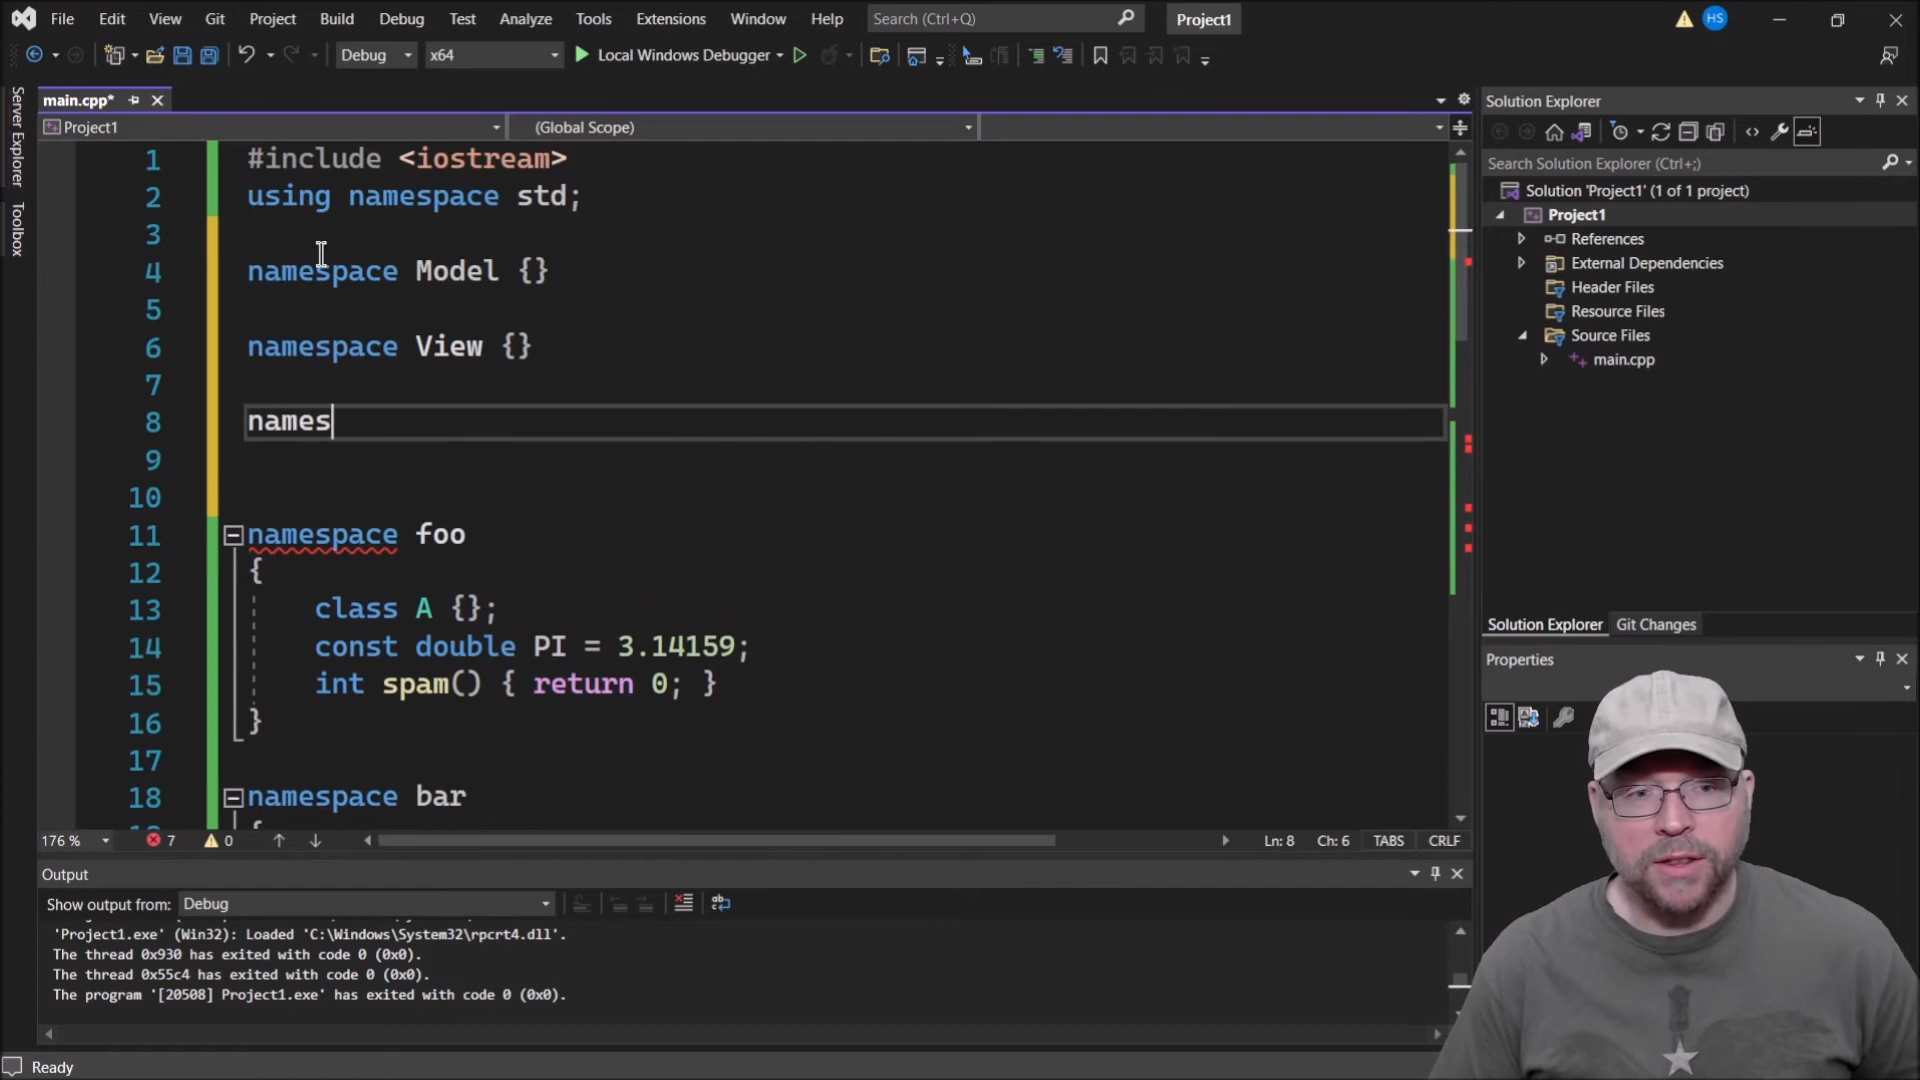 File Edit View Git Project Build Debug Test Analyze Tools Extensions Window Help Search (Ctrl+Q) Project1 HS
Debug x64 Local Windows Debugger
Server Explorer
Toolbox
main.cpp*
Project1 (Global Scope)
1 #include <iostream>
2 using namespace std;
3
4 namespace Model {}
5
6 namespace View {}
7
8 names
9
10
11 namespace foo
12 {
13 class A {};
14 const double PI = 3.14159;
15 int spam() { return 0; }
16 }
17
18 namespace bar
{
176 % 7 0 Ln: 8 Ch: 6 TABS CRLF
Output
Show output from: Debug
'Project1.exe' (Win32): Loaded 'C:\Windows\System32\rpcrt4.dll'.
The thread 0x930 has exited with code 0 (0x0).
The thread 0x55c4 has exited with code 0 (0x0).
The program '[20508] Project1.exe' has exited with code 0 (0x0).
Ready
Solution Explorer
Search Solution Explorer (Ctrl+;)
Solution 'Project1' (1 of 1 project)
Project1
References
External Dependencies
Header Files
Resource Files
Source Files
main.cpp
Solution Explorer Git Changes
Properties